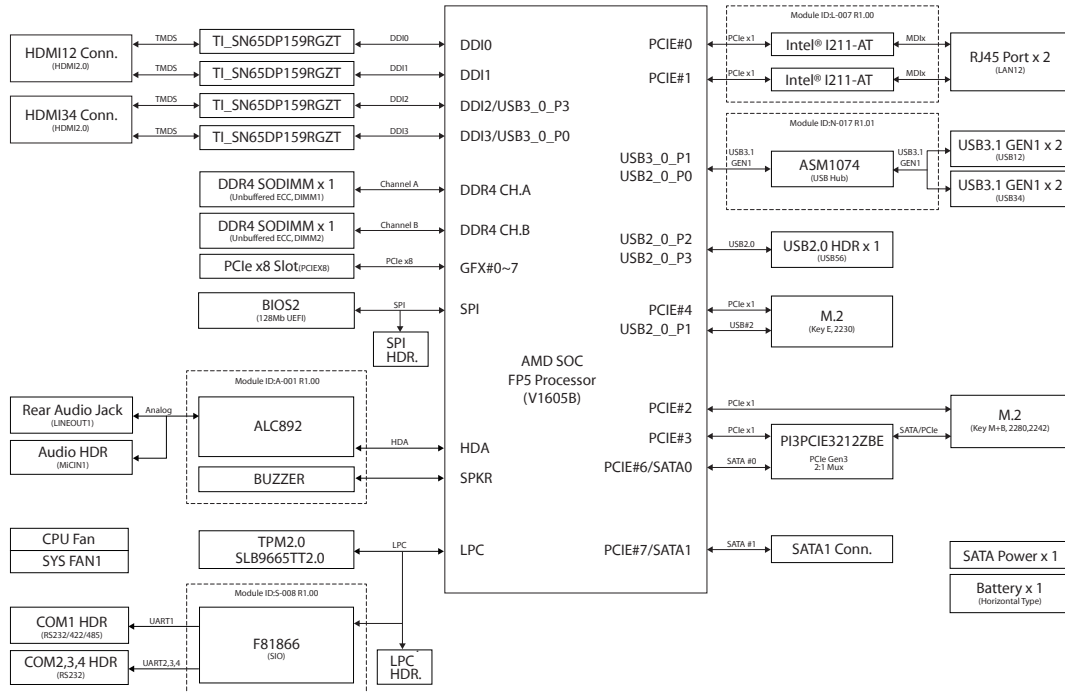 HDMI12 Conn.
(HDMI2.0)
HDMI34 Conn.
(HDMI2.0)
TMDS
TMDS
TMDS
TMDS
TI_SN65DP159RGZT
TI_SN65DP159RGZT
TI_SN65DP159RGZT
TI_SN65DP159RGZT
DDI0
DDI1
DDI2
DDI3
DDR4 SODIMM x 1
(Unbuffered ECC, DIMM1)
Channel A
DDR4 SODIMM x 1
(Unbuffered ECC, DIMM2)
Channel B
PCIe x8 Slot(PCIEX8)
PCIe x8
BIOS2
(128Mb UEFI)
SPI
SPI
HDR.
Module ID:A-001 R1.00
Rear Audio Jack
(LINEOUT1)
Analog
Audio HDR
(MiCIN1)
ALC892
HDA
BUZZER
CPU Fan
SYS FAN1
TPM2.0
SLB9665TT2.0
LPC
Module ID:S-008 R1.00
COM1 HDR
(RS232/422/485)
UART1
COM2,3,4 HDR
(RS232)
UART2,3,4
F81866
(SIO)
LPC
HDR.
DDI0
DDI1
DDI2/USB3_0_P3
DDI3/USB3_0_P0
DDR4 CH.A
DDR4 CH.B
GFX#0~7
SPI
AMD SOC
FP5 Processor
(V1605B)
HDA
SPKR
LPC
PCIE#0
PCIE#1
USB3_0_P1
USB2_0_P0
USB2_0_P2
USB2_0_P3
PCIE#4
USB2_0_P1
PCIE#2
PCIE#3
PCIE#6/SATA0
PCIE#7/SATA1
Module ID:L-007 R1.00
PCIe x1
Intel® I211-AT
MDIx
PCIe x1
Intel® I211-AT
MDIx
RJ45 Port x 2
(LAN12)
Module ID:N-017 R1.01
USB3.1
GEN1
ASM1074
(USB Hub)
USB3.1
GEN1
USB3.1 GEN1 x 2
(USB12)
USB3.1 GEN1 x 2
(USB34)
USB2.0
USB2.0 HDR x 1
(USB56)
PCIe x1
USB#2
M.2
(Key E, 2230)
PCIe x1
PCIe x1
SATA #0
PI3PCIE3212ZBE
PCIe Gen3
2:1 Mux
SATA/PCIe
M.2
(Key M+B, 2280,2242)
SATA #1
SATA1 Conn.
SATA Power x 1
Battery x 1
(Horizontal Type)